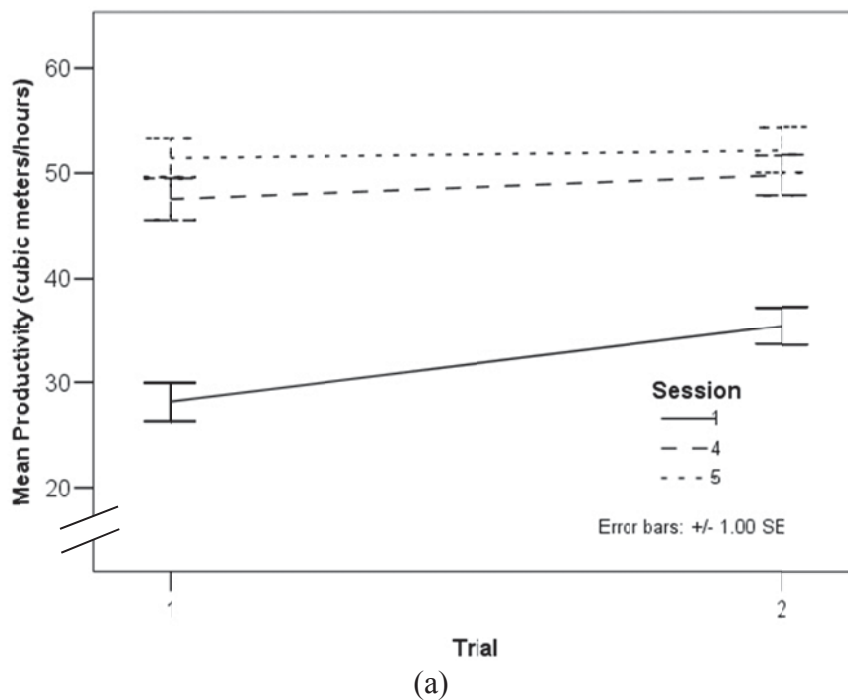 Mean Productivity (cubic meters/hours)
60
50
40
30
20
Session
1
4
5
Error bars: +/- 1.00 SE
1
2
Trial
(a)